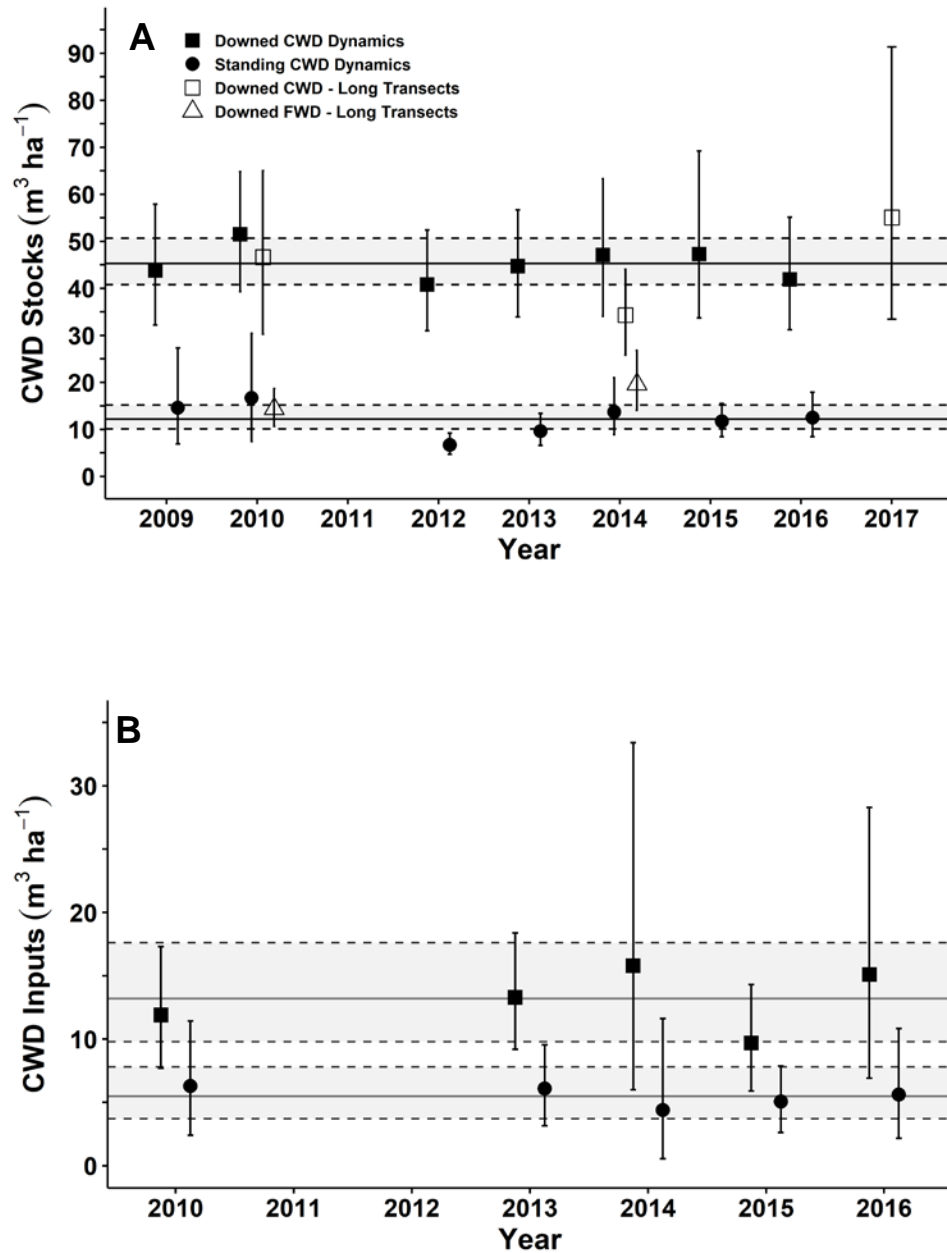 A
Downed CWD Dynamics
Standing CWD Dynamics
Downed CWD - Long Transects
Downed FWD - Long Transects
CWD Stocks (m³ ha⁻¹)
90
80
70
60
50
40
30
20
10
0
2009 2010 2011 2012 2013 2014 2015 2016 2017
Year
B
CWD Inputs (m³ ha⁻¹)
30
20
10
0
2010 2011 2012 2013 2014 2015 2016
Year